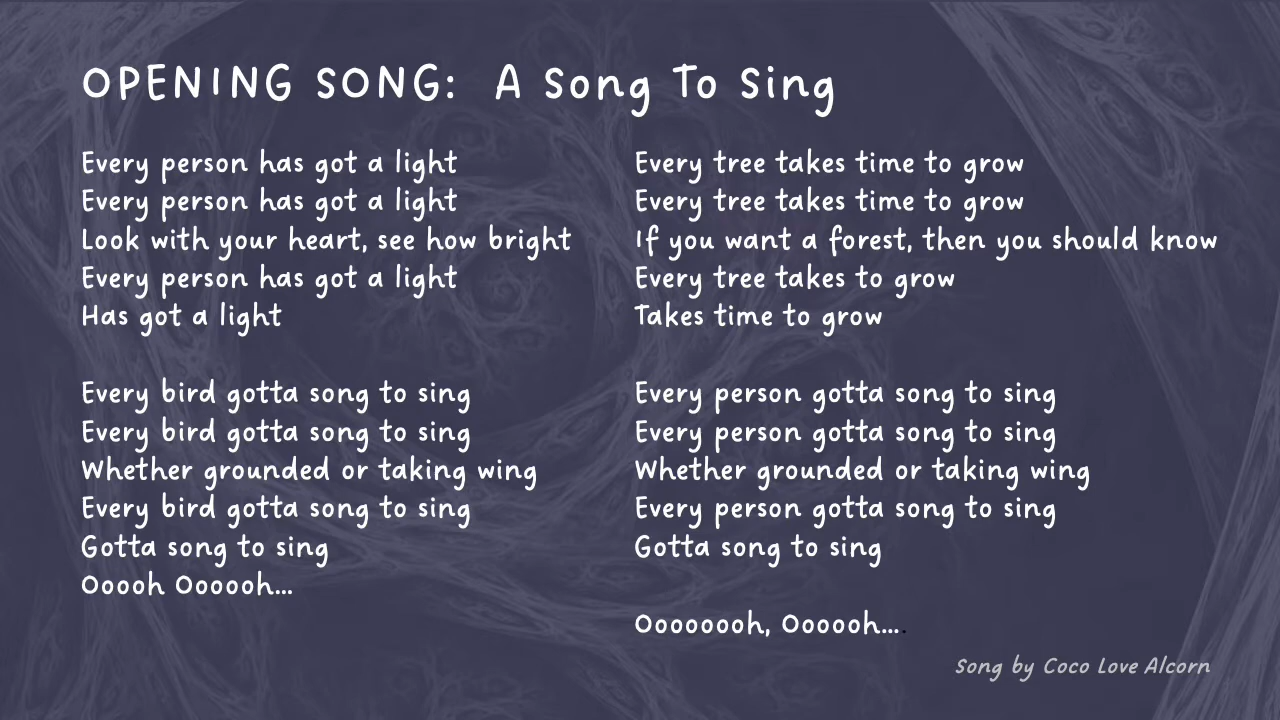 OPENING SONG: A Song To Sing
Every person has got a light
Every person has got a light
Look with your heart, see how bright
Every person has got a light
Has got a light
Every bird gotta song to sing
Every bird gotta song to sing
Whether grounded or taking wing
Every bird gotta song to sing
Gotta song to sing
Ooooh Oooooh...
Every tree takes time to grow
Every tree takes time to grow
If you want a forest, then you should know
Every tree takes to grow
Takes time to grow
Every person gotta song to sing
Every person gotta song to sing
Whether grounded or taking wing
Every person gotta song to sing
Gotta song to sing
Oooooooh, Oooooh....
Song by Coco Love Alcorn